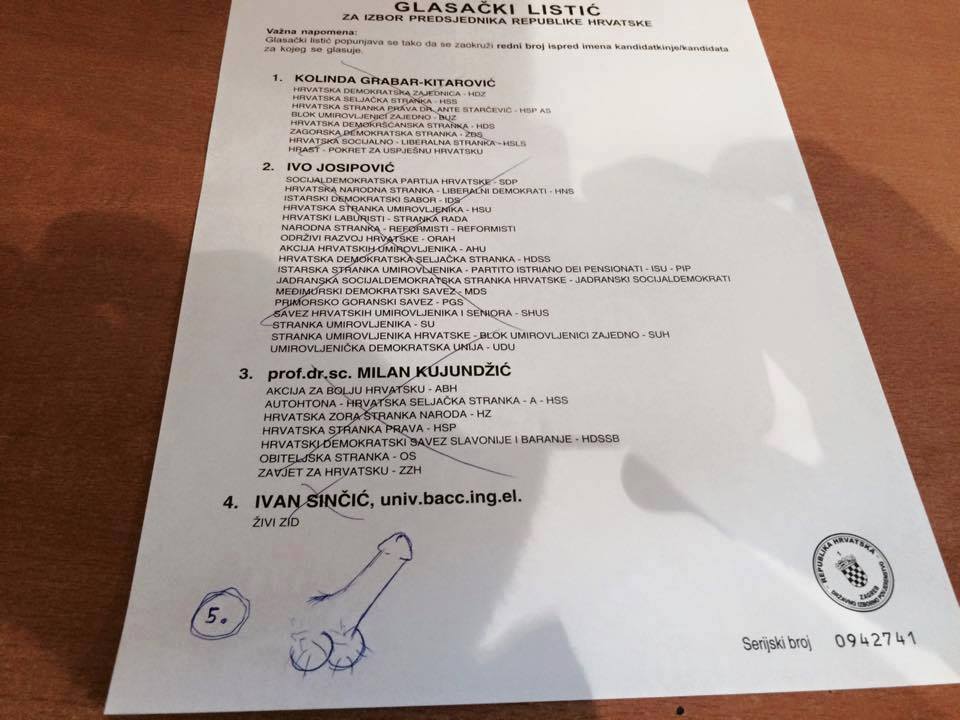 GLASAČKI LISTIĆ
ZA IZBOR PREDSJEDNIKA REPUBLIKE HRVATSKE
Važna napomena:
Glasački listić popunjava se tako da se zaokruži redni broj ispred imena kandidatkinje/kandidata
za kojeg se glasuje.
1. KOLINDA GRABAR-KITAROVIĆ
HRVATSKA DEMOKRATSKA ZAJEDNICA - HDZ
HRVATSKA SELJAČKA STRANKA - HSS
HRVATSKA STRANKA PRAVA DR. ANTE STARČEVIĆ - HSP AS
BLOK UMIROVLJENICI ZAJEDNO - BUZ
HRVATSKA DEMOKRŠĆANSKA STRANKA - HDS
ZAGORSKA DEMOKRATSKA STRANKA - ZDS
HRVATSKA SOCIJALNO - LIBERALNA STRANKA - HSLS
HRAST - POKRET ZA USPJEŠNU HRVATSKU
2. IVO JOSIPOVIĆ
SOCIJALDEMOKRATSKA PARTIJA HRVATSKE - SDP
HRVATSKA NARODNA STRANKA - LIBERALNI DEMOKRATI - HNS
ISTARSKI DEMOKRATSKI SABOR - IDS
HRVATSKA STRANKA UMIROVLJENIKA - HSU
HRVATSKI LABURISTI - STRANKA RADA
NARODNA STRANKA - REFORMISTI - REFORMISTI
ODRŽIVI RAZVOJ HRVATSKE - ORAH
AKCIJA HRVATSKIH UMIROVLJENIKA - AHU
HRVATSKA DEMOKRATSKA SELJAČKA STRANKA - HDSS
ISTARSKA STRANKA UMIROVLJENIKA - PARTITO ISTRIANO DEI PENSIONATI - ISU - PIP
JADRANSKA SOCIJALDEMOKRATSKA STRANKA HRVATSKE - JADRANSKI SOCIJALDEMOKRATI
MEĐIMURSKI DEMOKRATSKI SAVEZ - MDS
PRIMORSKO GORANSKI SAVEZ - PGS
SAVEZ HRVATSKIH UMIROVLJENIKA I SENIORA - SHUS
STRANKA UMIROVLJENIKA - SU
STRANKA UMIROVLJENIKA HRVATSKE - BLOK UMIROVLJENICI ZAJEDNO - SUH
UMIROVLJENIČKA DEMOKRATSKA UNIJA - UDU
3. prof.dr.sc. MILAN KUJUNDŽIĆ
AKCIJA ZA BOLJU HRVATSKU - ABH
AUTOHTONA - HRVATSKA SELJAČKA STRANKA - A - HSS
HRVATSKA ZORA STRANKA NARODA - HZ
HRVATSKA STRANKA PRAVA - HSP
HRVATSKI DEMOKRATSKI SAVEZ SLAVONIJE I BARANJE - HDSSB
OBITELJSKA STRANKA - OS
ZAVJET ZA HRVATSKU - ZZH
4. IVAN SINČIĆ, univ.bacc.ing.el.
ŽIVI ZID
5.
REPUBLIKA HRVATSKA
DRŽAVNO IZBORNO POVJERENSTVO
ZAGREB
Serijski broj 0942741